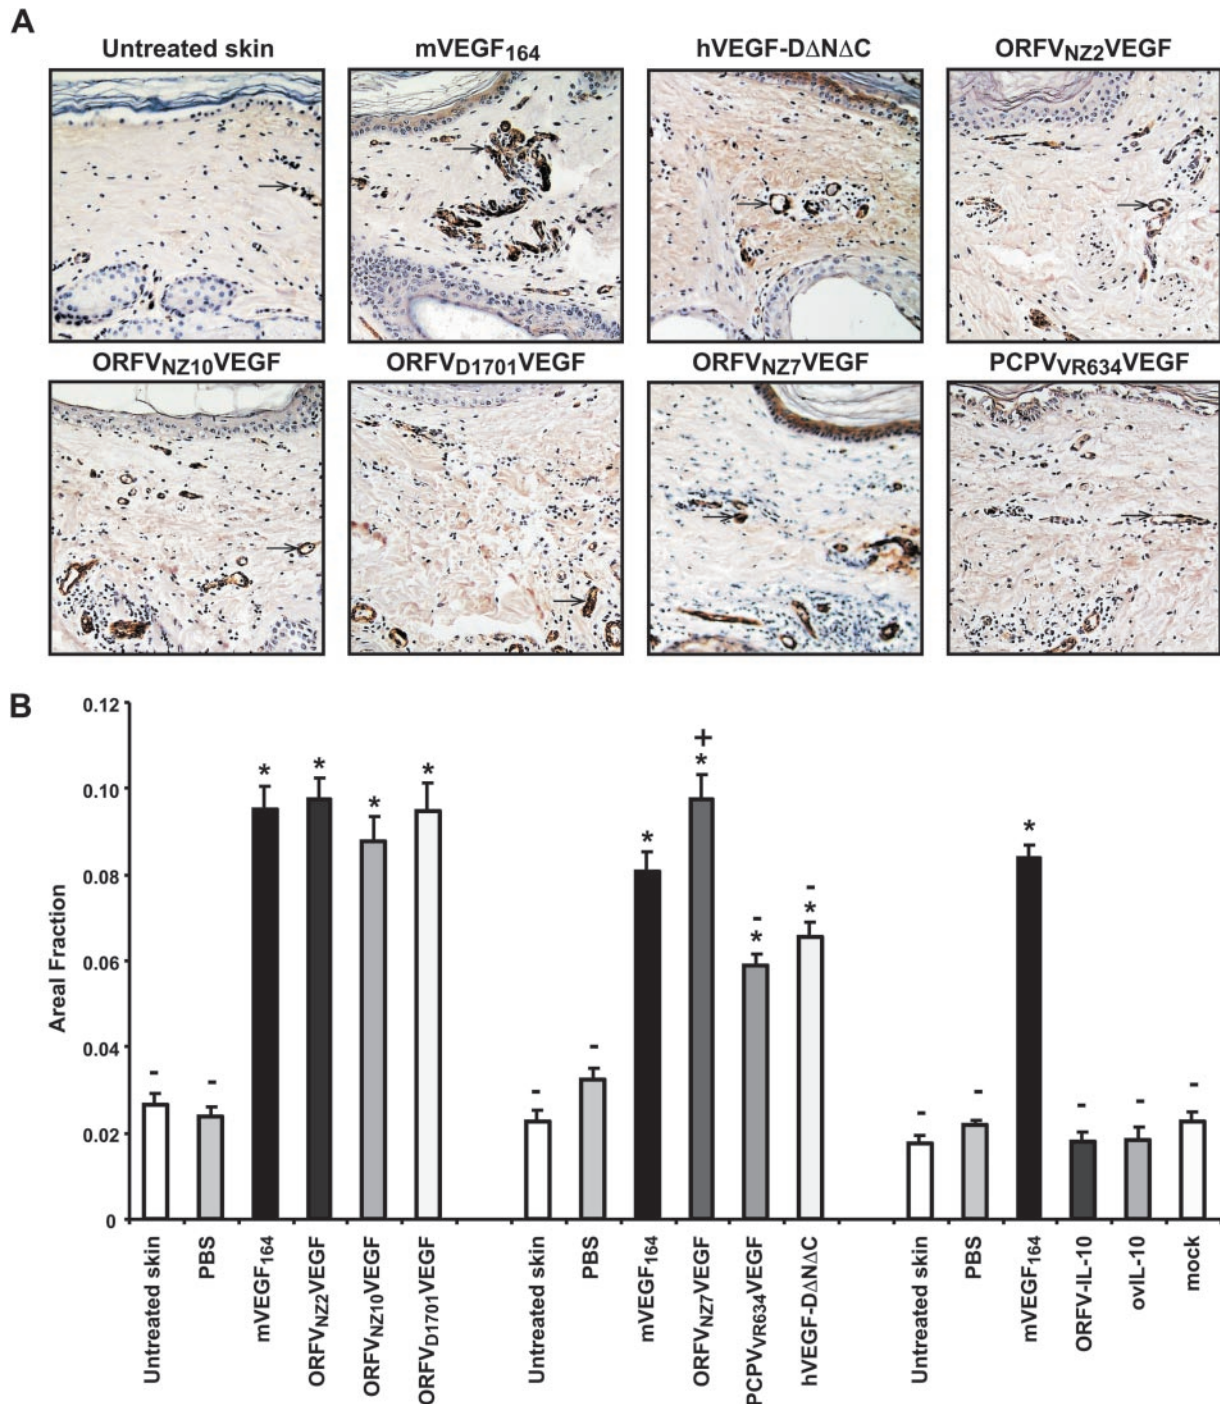 A
Untreated skin mVEGF164 hVEGF-DΔNΔC ORFVNZ2VEGF
ORFVNZ10VEGF ORFVD1701VEGF ORFVNZ7VEGF PCPVVR634VEGF
B
Areal Fraction
0.12
0.10
0.08
0.06
0.04
0.02
0
- - * * * * - - * + * - * - * - - * - - -
Untreated skin
PBS
mVEGF164
ORFVNZ2VEGF
ORFVNZ10VEGF
ORFVD1701VEGF
Untreated skin
PBS
mVEGF164
ORFVNZ7VEGF
PCPVVR634VEGF
hVEGF-DΔNΔC
Untreated skin
PBS
mVEGF164
ORFV-IL-10
ovIL-10
mock